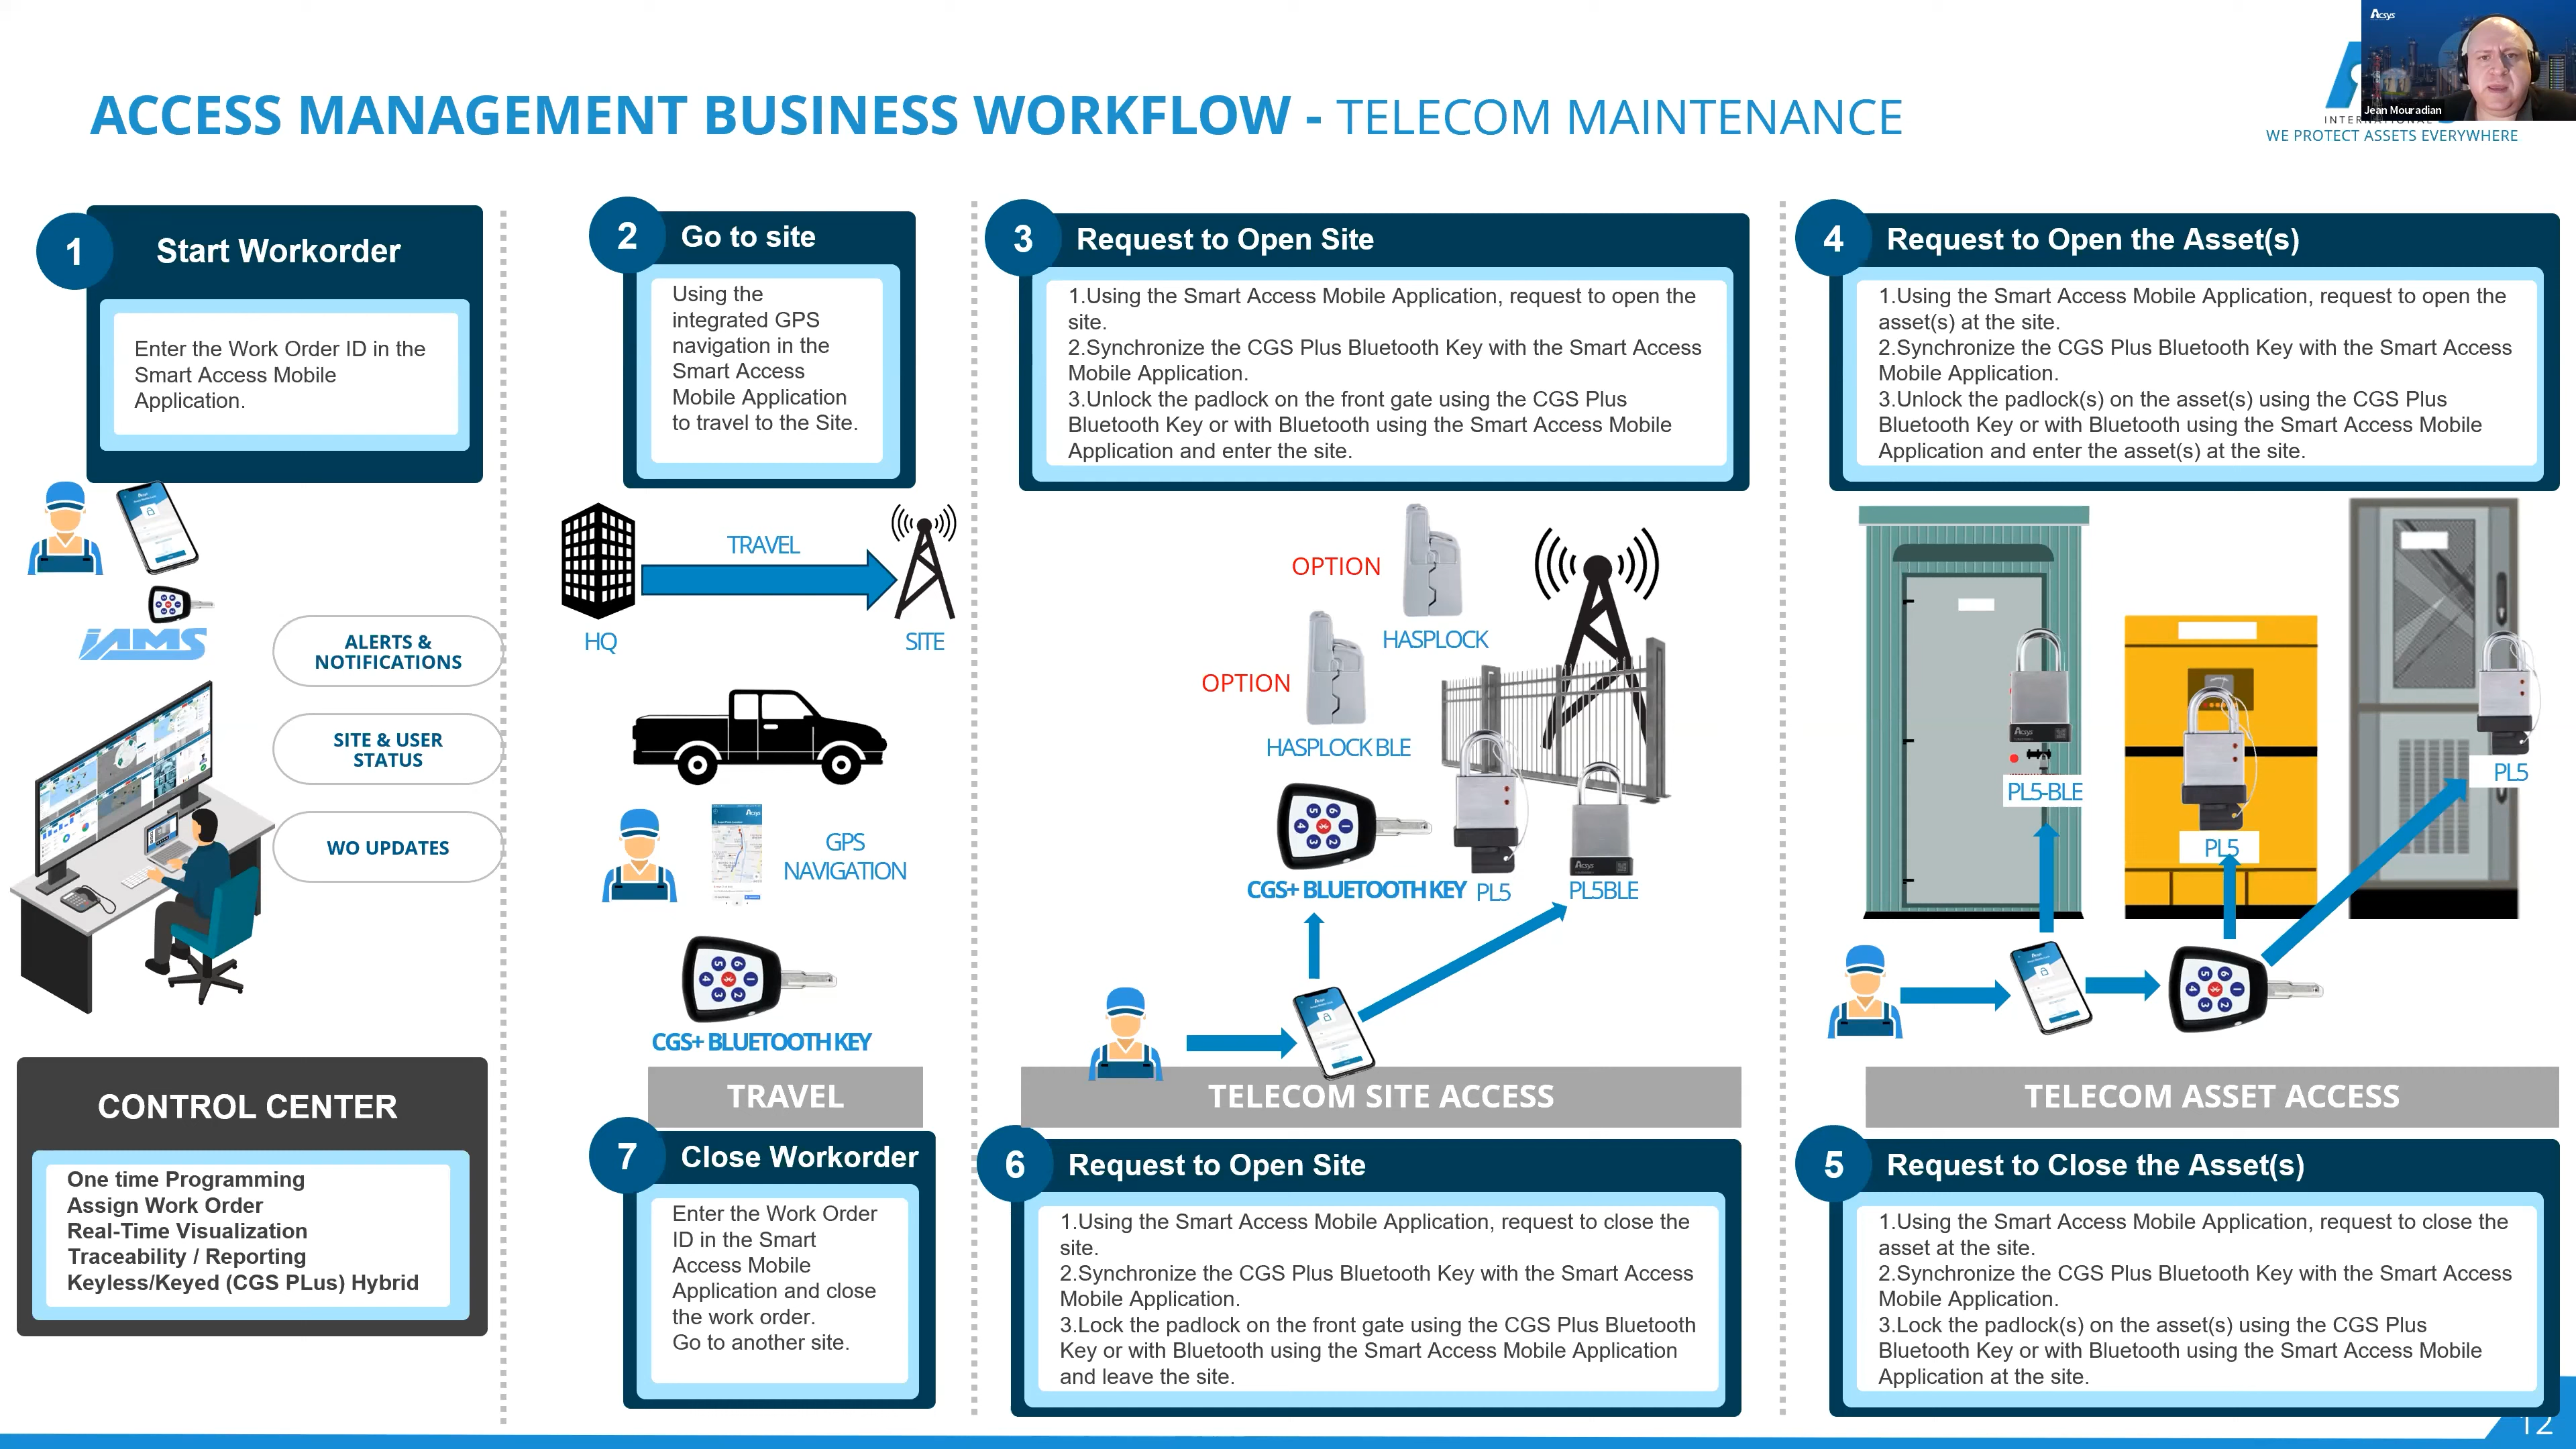 Acsys
Jean Mouradian
INTERNATIONAL
WE PROTECT ASSETS EVERYWHERE
ACCESS MANAGEMENT BUSINESS WORKFLOW - TELECOM MAINTENANCE
1
Start Workorder
Enter the Work Order ID in the
Smart Access Mobile
Application.
iAMS
ALERTS &
NOTIFICATIONS
SITE & USER
STATUS
WO UPDATES
CONTROL CENTER
One time Programming
Assign Work Order
Real-Time Visualization
Traceability / Reporting
Keyless/Keyed (CGS PLus) Hybrid
2
Go to site
Using the
integrated GPS
navigation in the
Smart Access
Mobile Application
to travel to the Site.
TRAVEL
HQ
SITE
GPS
NAVIGATION
CGS+ BLUETOOTH KEY
TRAVEL
3
Request to Open Site
1.Using the Smart Access Mobile Application, request to open the
site.
2.Synchronize the CGS Plus Bluetooth Key with the Smart Access
Mobile Application.
3.Unlock the padlock on the front gate using the CGS Plus
Bluetooth Key or with Bluetooth using the Smart Access Mobile
Application and enter the site.
OPTION
HASPLOCK
OPTION
HASPLOCK BLE
CGS+ BLUETOOTH KEY
PL5
Acsys
PL5BLE
TELECOM SITE ACCESS
4
Request to Open the Asset(s)
1.Using the Smart Access Mobile Application, request to open the
asset(s) at the site.
2.Synchronize the CGS Plus Bluetooth Key with the Smart Access
Mobile Application.
3.Unlock the padlock(s) on the asset(s) using the CGS Plus
Bluetooth Key or with Bluetooth using the Smart Access Mobile
Application and enter the asset(s) at the site.
Acsys
PL5-BLE
PL5
PL5
TELECOM ASSET ACCESS
5
Request to Close the Asset(s)
1.Using the Smart Access Mobile Application, request to close the
asset at the site.
2.Synchronize the CGS Plus Bluetooth Key with the Smart Access
Mobile Application.
3.Lock the padlock(s) on the asset(s) using the CGS Plus
Bluetooth Key or with Bluetooth using the Smart Access Mobile
Application at the site.
6
Request to Open Site
1.Using the Smart Access Mobile Application, request to close the
site.
2.Synchronize the CGS Plus Bluetooth Key with the Smart Access
Mobile Application.
3.Lock the padlock on the front gate using the CGS Plus Bluetooth
Key or with Bluetooth using the Smart Access Mobile Application
and leave the site.
7
Close Workorder
Enter the Work Order
ID in the Smart
Access Mobile
Application and close
the work order.
Go to another site.
12